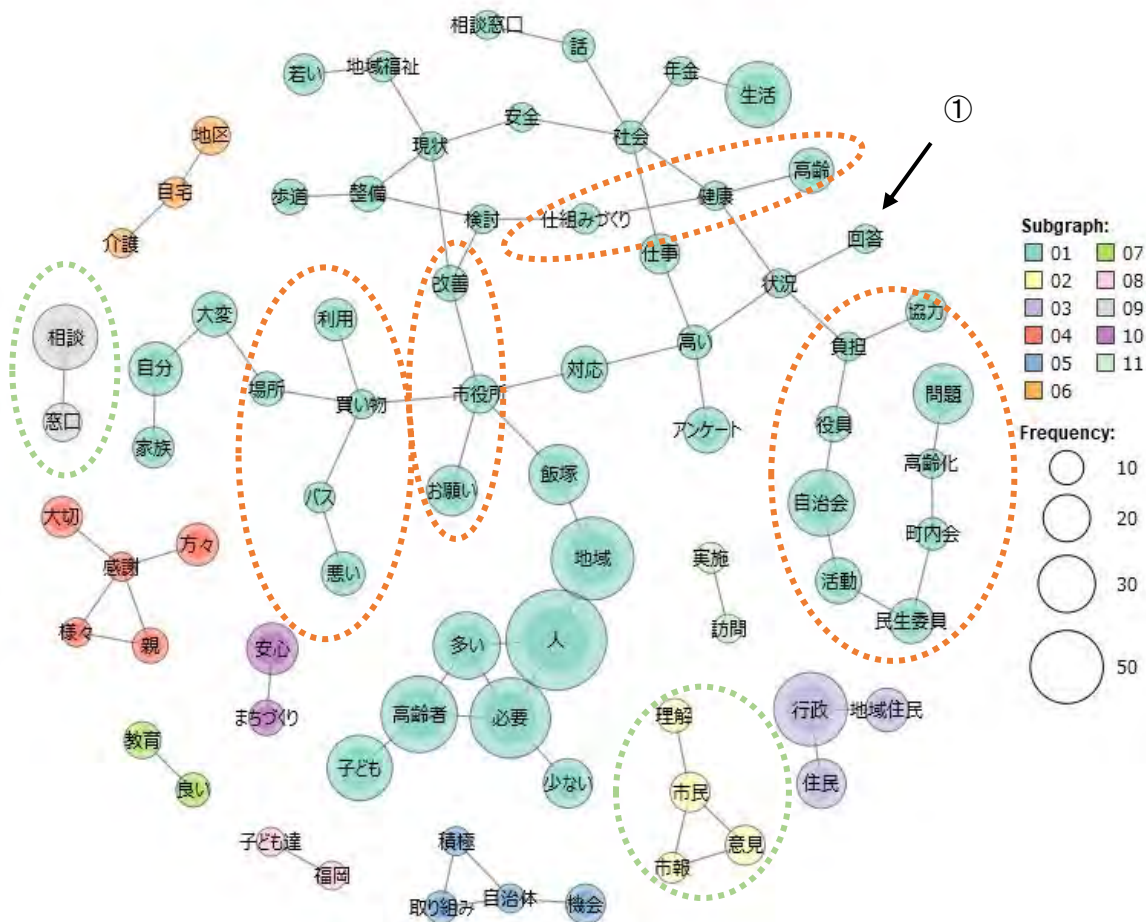 相談窓口
話
若い
地域福祉
年金
生活
①
安全
社会
地区
現状
高齢
自宅
歩道
整備
健康
検討
仕組みづくり
介護
仕事
回答
改善
状況
大変
利用
協力
相談
高い
負担
自分
対応
場所
市役所
問題
買い物
窓口
役員
アンケート
家族
高齢化
飯塚
お願い
バス
自治会
大切
町内会
方々
地域
実施
感謝
悪い
活動
民生委員
様々
親
訪問
人
多い
安心
行政
地域住民
高齢者
必要
理解
まちづくり
教育
子ども
少ない
住民
良い
市民
子ども達
積極
意見
市報
福岡
取り組み
自治体
機会
Subgraph:
01
07
02
08
03
09
04
10
05
11
06
Frequency:
10
20
30
50